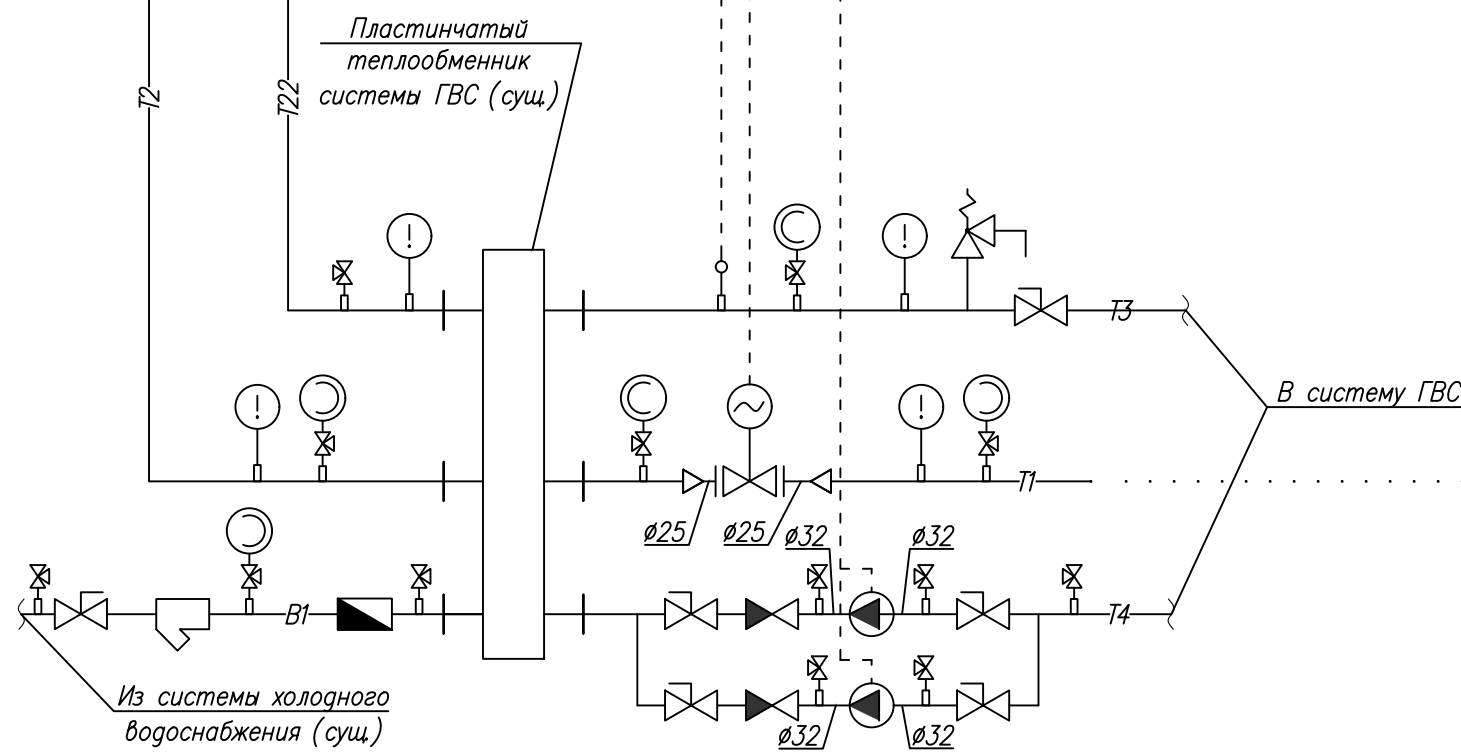 Пластинчатый
теплообменник
системы ГВС (сущ.)
Т2
Т22
Т3
В систему ГВС
Т1
ø25
ø25
ø32
ø32
В1
Т4
Из системы холодного
водоснабжения (сущ.)
ø32
ø32